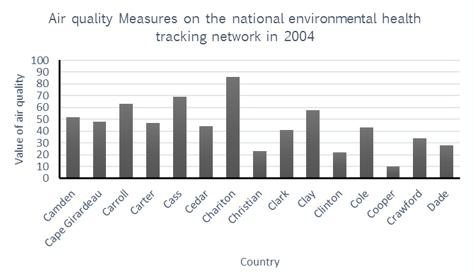 Air quality Measures on the national environmental health
tracking network in 2004
Value of air quality
100
90
80
70
60
50
40
30
20
10
0
Camden
Cape Girardeau
Carroll
Carter
Cass
Cedar
Chariton
Christian
Clark
Clay
Clinton
Cole
Cooper
Crawford
Dade
Country